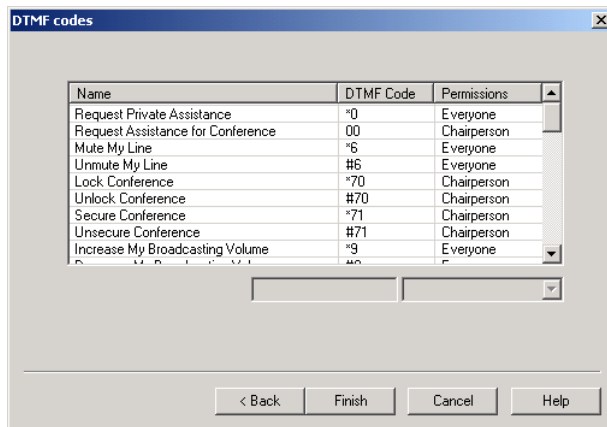 DTMF codes
Name DTMF Code Permissions
Request Private Assistance *0 Everyone
Request Assistance for Conference 00 Chairperson
Mute My Line *6 Everyone
Unmute My Line #6 Everyone
Lock Conference *70 Chairperson
Unlock Conference #70 Chairperson
Secure Conference *71 Chairperson
Unsecure Conference #71 Chairperson
Increase My Broadcasting Volume *9 Everyone
< Back Finish Cancel Help